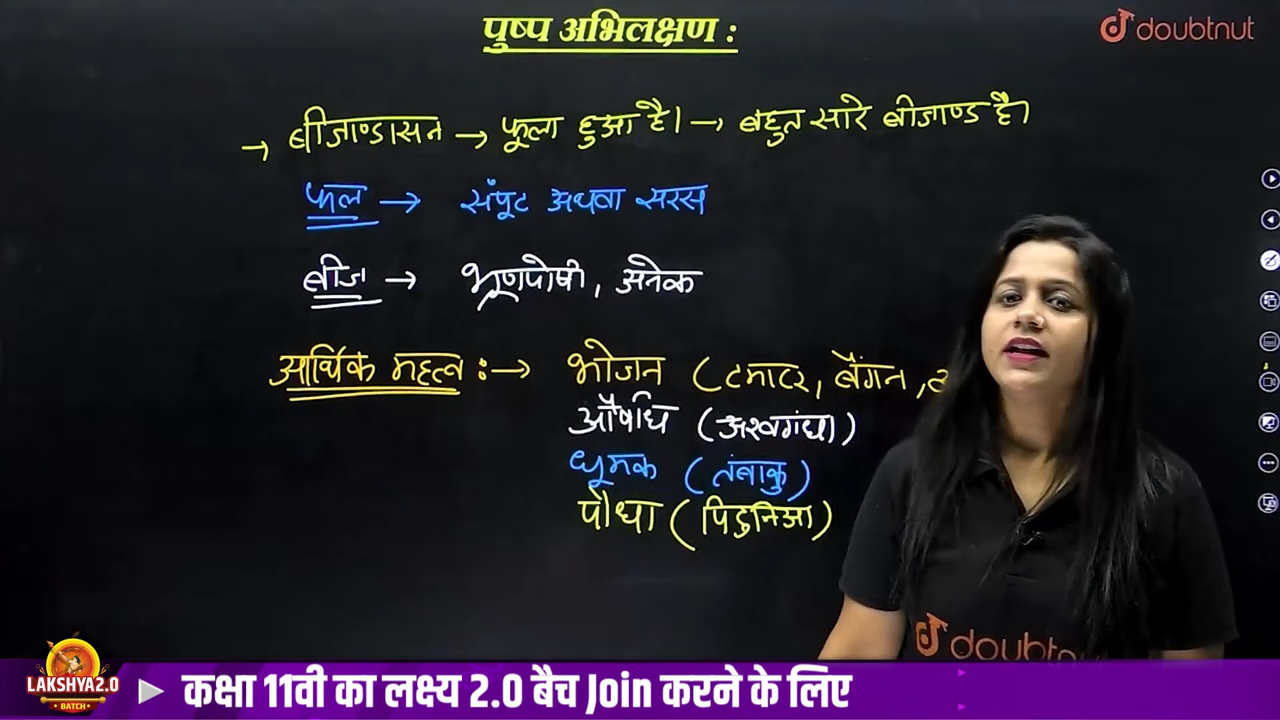 पुष्प अभिलक्षण :
doubtnut
→ बीजाण्डासन → फूला हुआ है। → बहुत सारे बीजाण्ड है।
फल → संपूट अथवा सरस
बीज → भ्रूणपोषी, अनेक
आर्थिक महत्व :→ भोजन (टमाटर, बैंगन,
औषधि (अश्वगंधा)
धूमक (तंबाकु)
पौधा (पिटुनिआ)
doubtnut
LAKSHYA2.0
BATCH
कक्षा 11वी का लक्ष्य 2.0 बैच Join करने के लिए